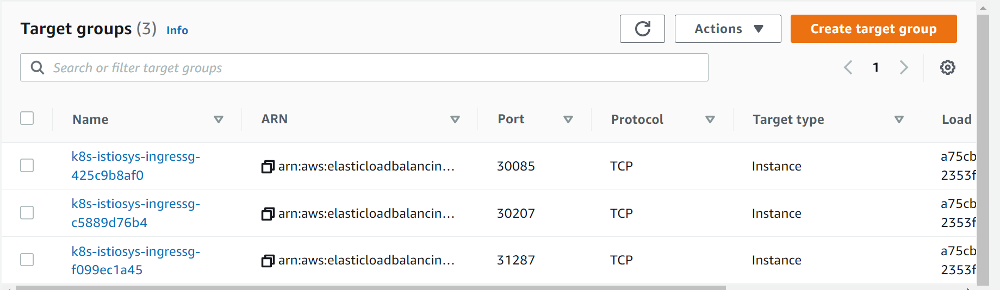 Target groups (3) Info
Actions
Create target group
Search or filter target groups
1
Name ARN Port Protocol Target type Load
k8s-istiosys-ingressg-
425c9b8af0
arn:aws:elasticloadbalancin... 30085 TCP Instance
a75cb
2353f
k8s-istiosys-ingressg-
c5889d76b4
arn:aws:elasticloadbalancin... 30207 TCP Instance
a75cb
2353f
k8s-istiosys-ingressg-
f099ec1a45
arn:aws:elasticloadbalancin... 31287 TCP Instance
a75cb
2353f